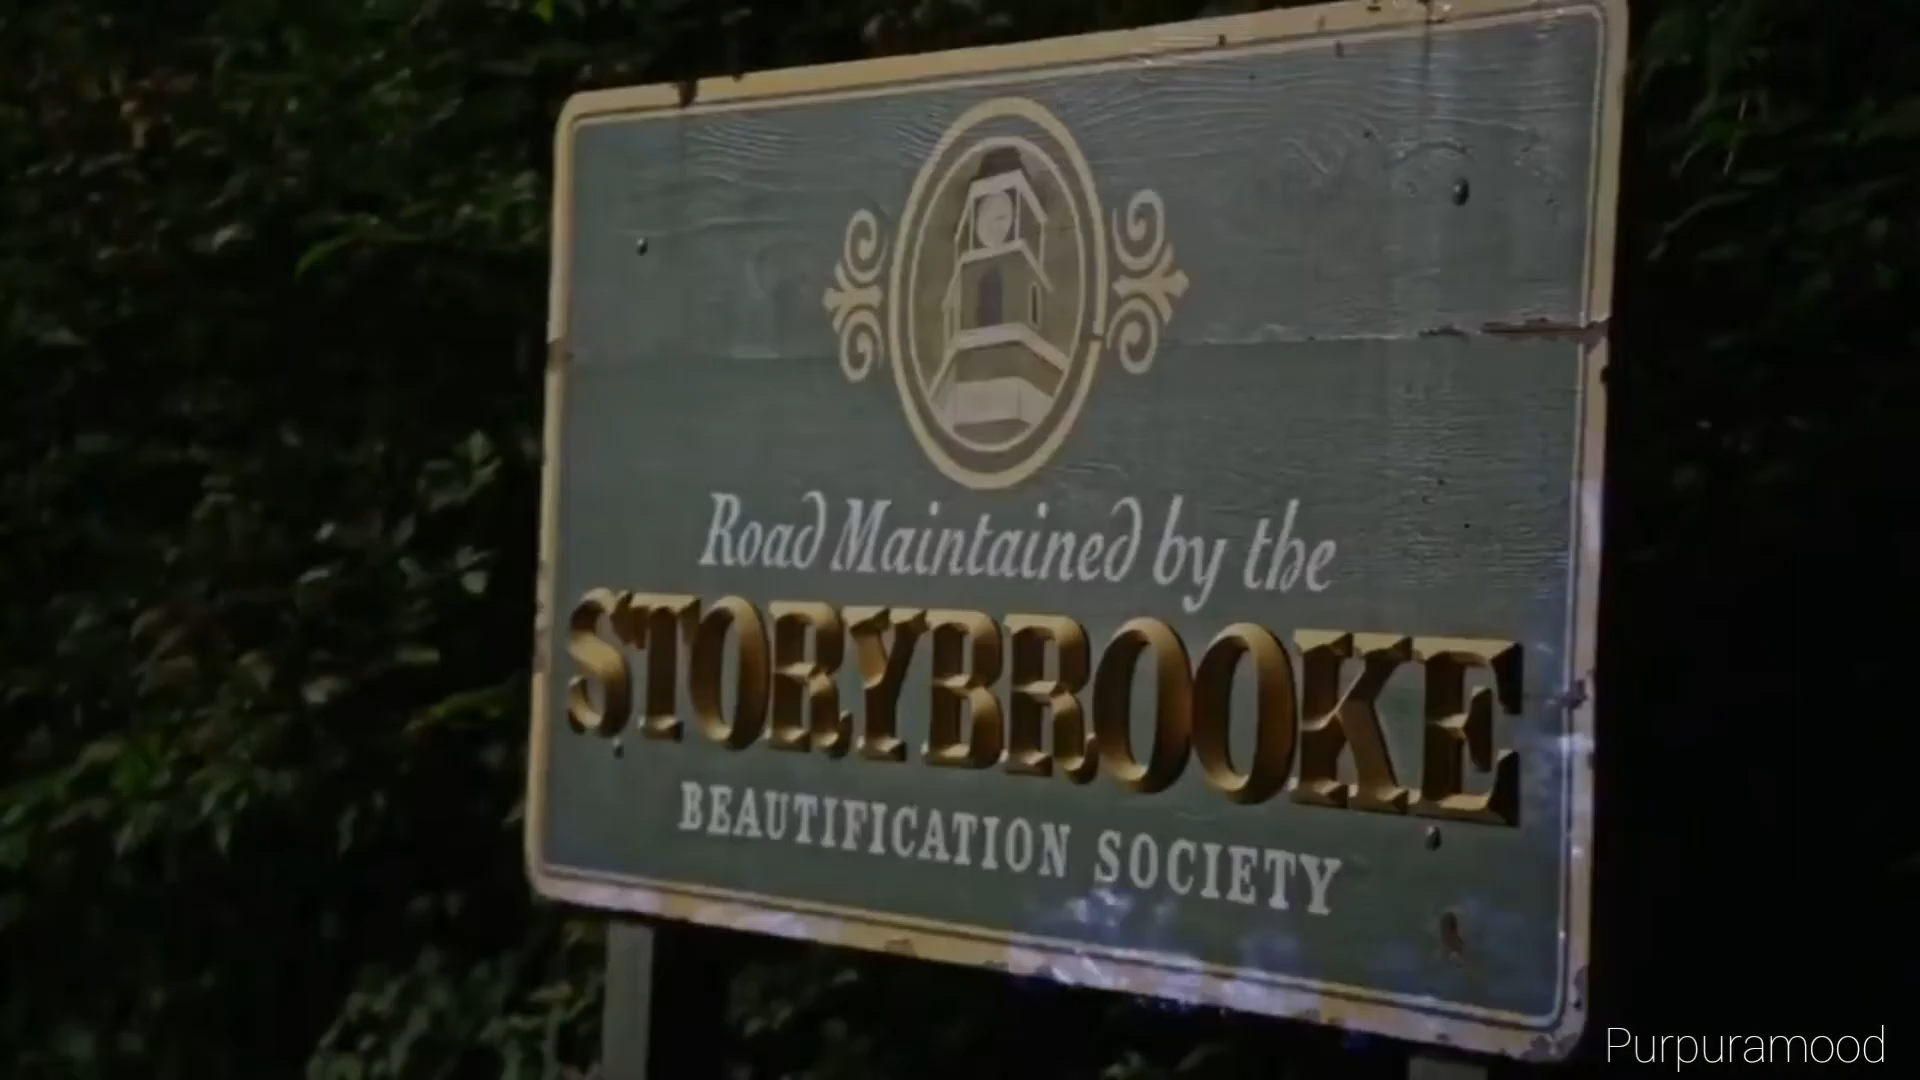 Road Maintained by the
STORYBROOKE
BEAUTIFICATION SOCIETY
Purpuramood